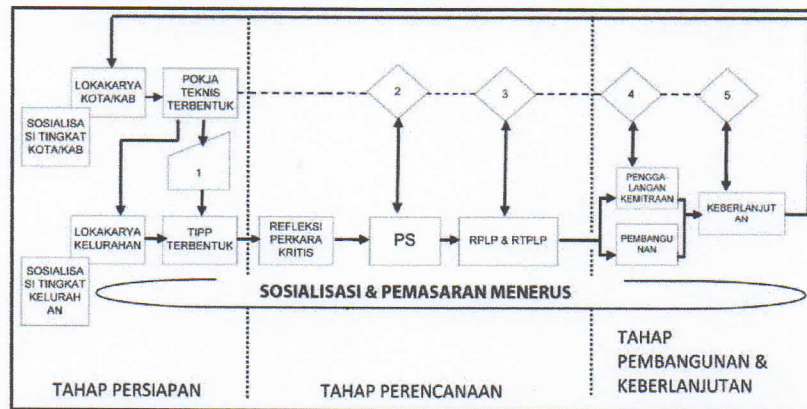 LOKAKARYA
KOTA/KAB
POKJA
TEKNIS
TERBENTUK
SOSIALISA
SI TINGKAT
KOTA/KAB
1
2
3
4
5
LOKAKARYA
KELURAHAN
TIPP
TERBENTUK
REFLEKSI
PERKARA
KRITIS
PS
RPLP & RTPLP
PENGGA-
LANGAN
KEMITRAAN
PEMBANGU
NAN
KEBERLANJUT
AN
SOSIALISA
SI TINGKAT
KELURAH
AN
SOSIALISASI & PEMASARAN MENERUS
TAHAP PERSIAPAN
TAHAP PERENCANAAN
TAHAP
PEMBANGUNAN &
KEBERLANJUTAN